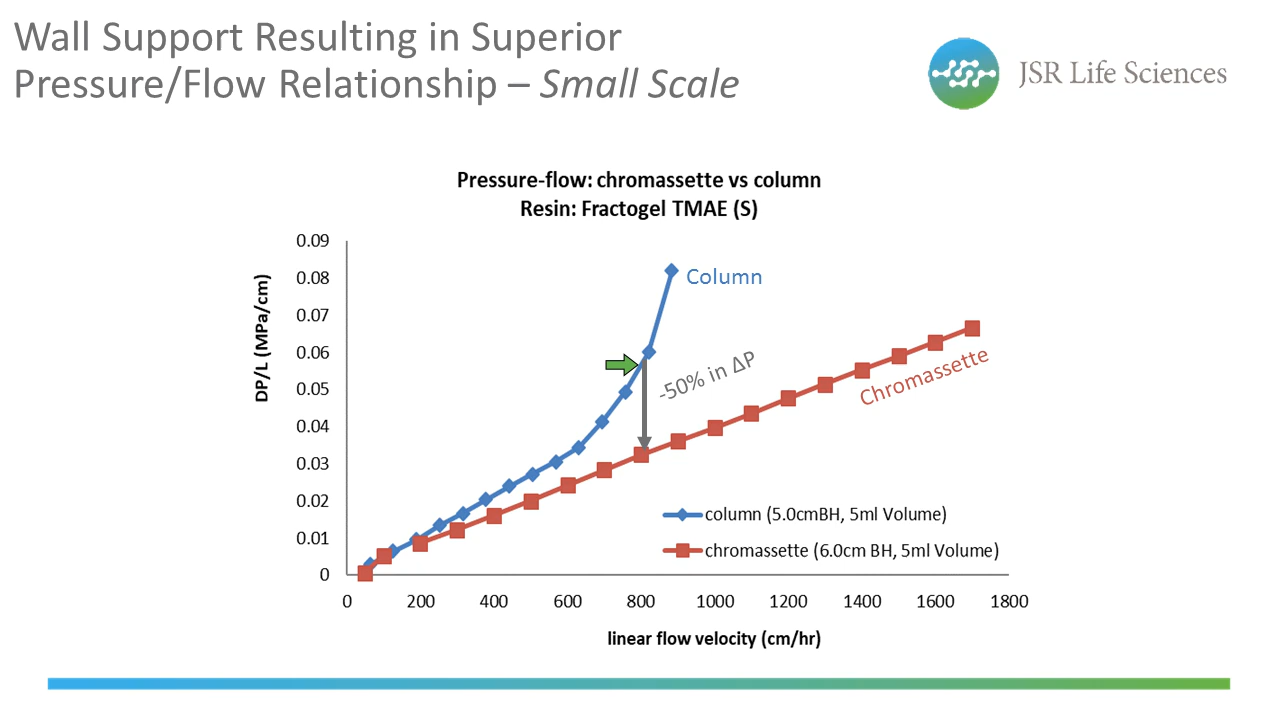 Wall Support Resulting in Superior
Pressure/Flow Relationship – Small Scale
JSR Life Sciences
Pressure-flow: chromassette vs column
Resin: Fractogel TMAE (S)
DP/L (MPa/cm)
0.09
0.08
0.07
0.06
0.05
0.04
0.03
0.02
0.01
0
Column
-50% in ΔP
Chromassette
column (5.0cmBH, 5ml Volume)
chromassette (6.0cm BH, 5ml Volume)
0 200 400 600 800 1000 1200 1400 1600 1800
linear flow velocity (cm/hr)